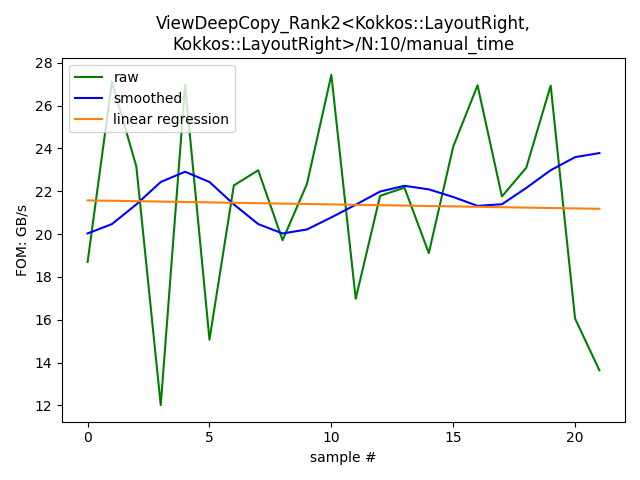 ViewDeepCopy_Rank2<Kokkos::LayoutRight,
Kokkos::LayoutRight>/N:10/manual_time
raw
smoothed
linear regression
FOM: GB/s
28
26
24
22
20
18
16
14
12
0
5
10
15
20
sample #